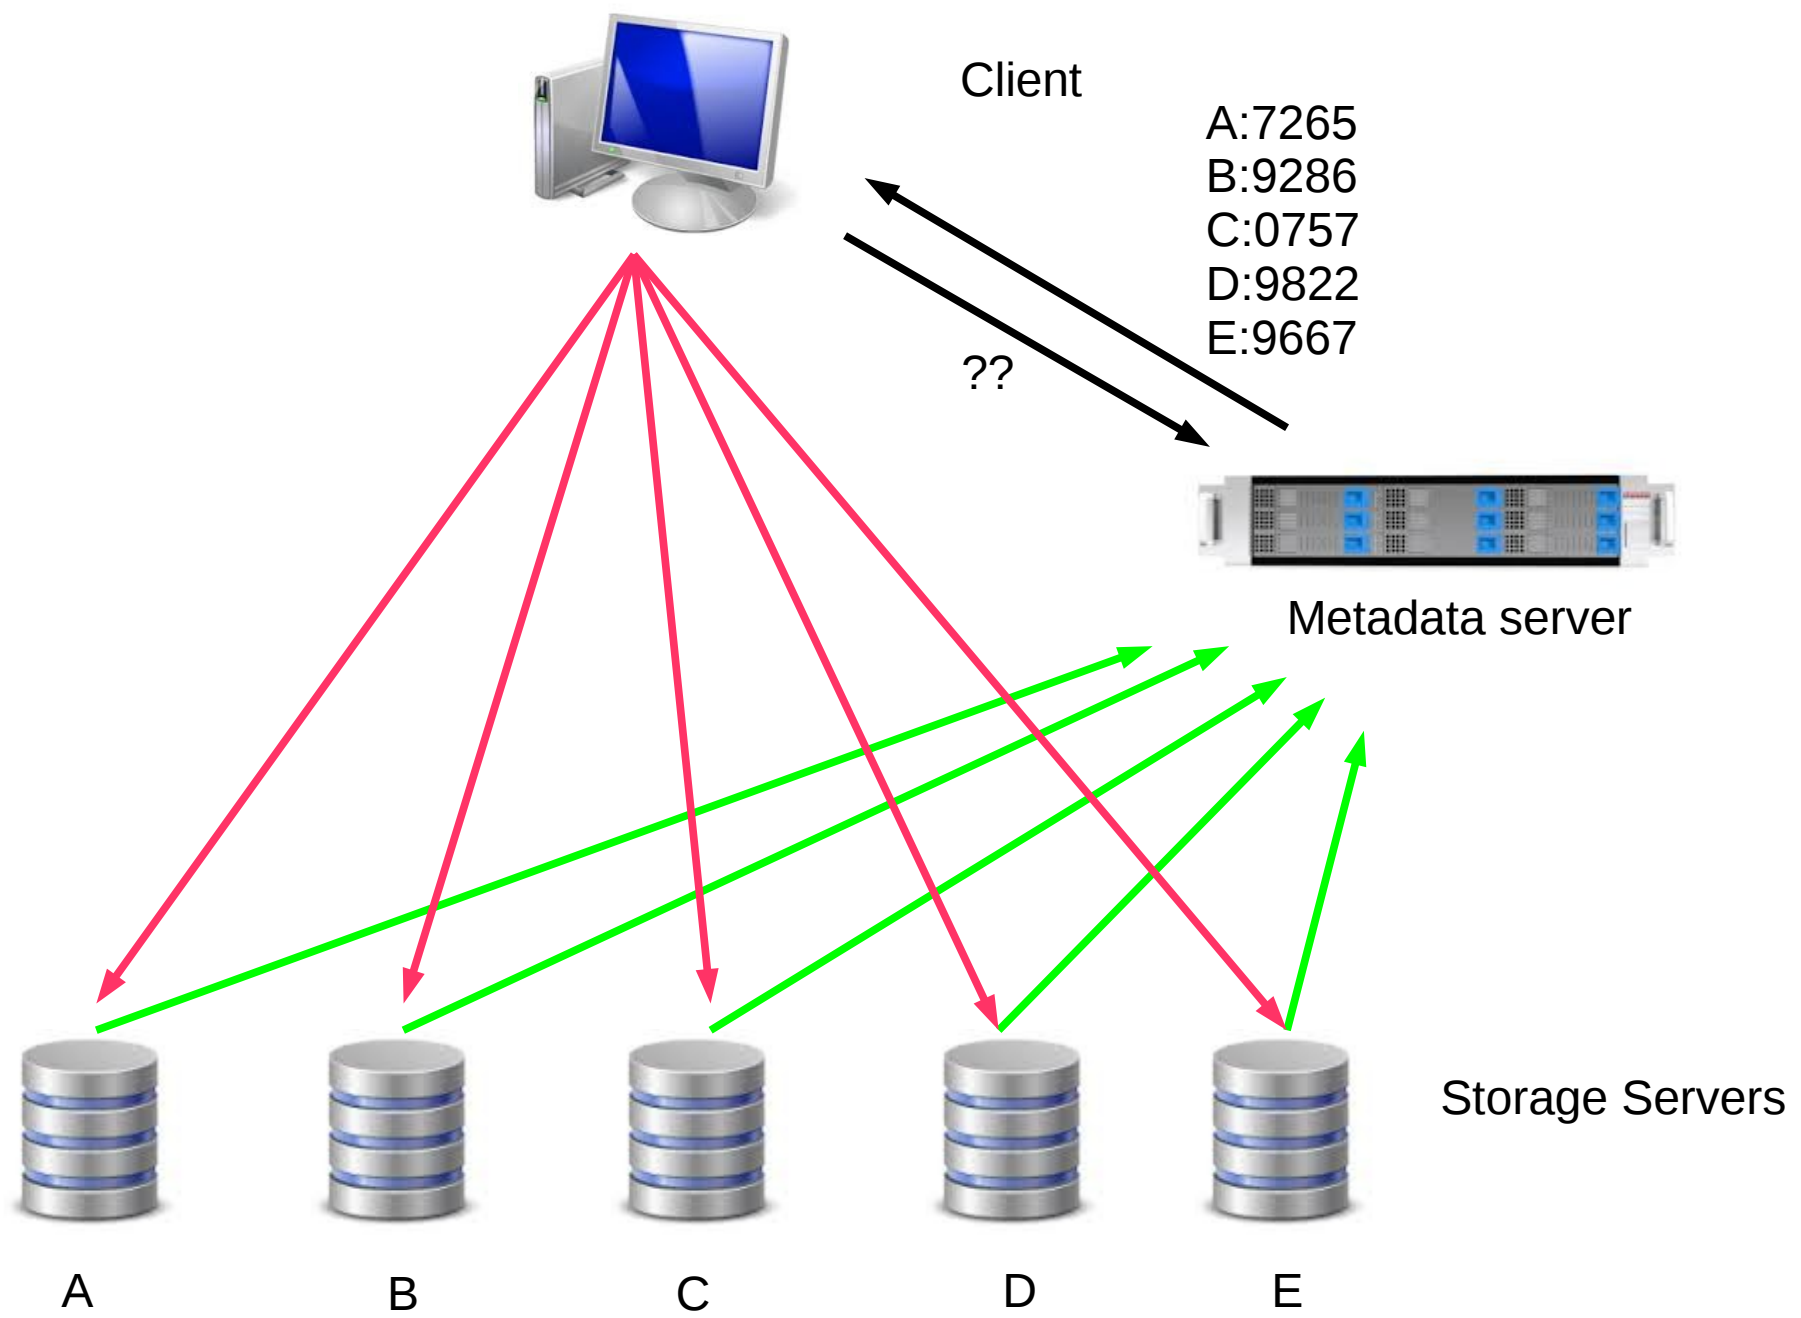 Client
A:7265
B:9286
C:0757
D:9822
E:9667
??
Metadata server
Storage Servers
A
B
C
D
E